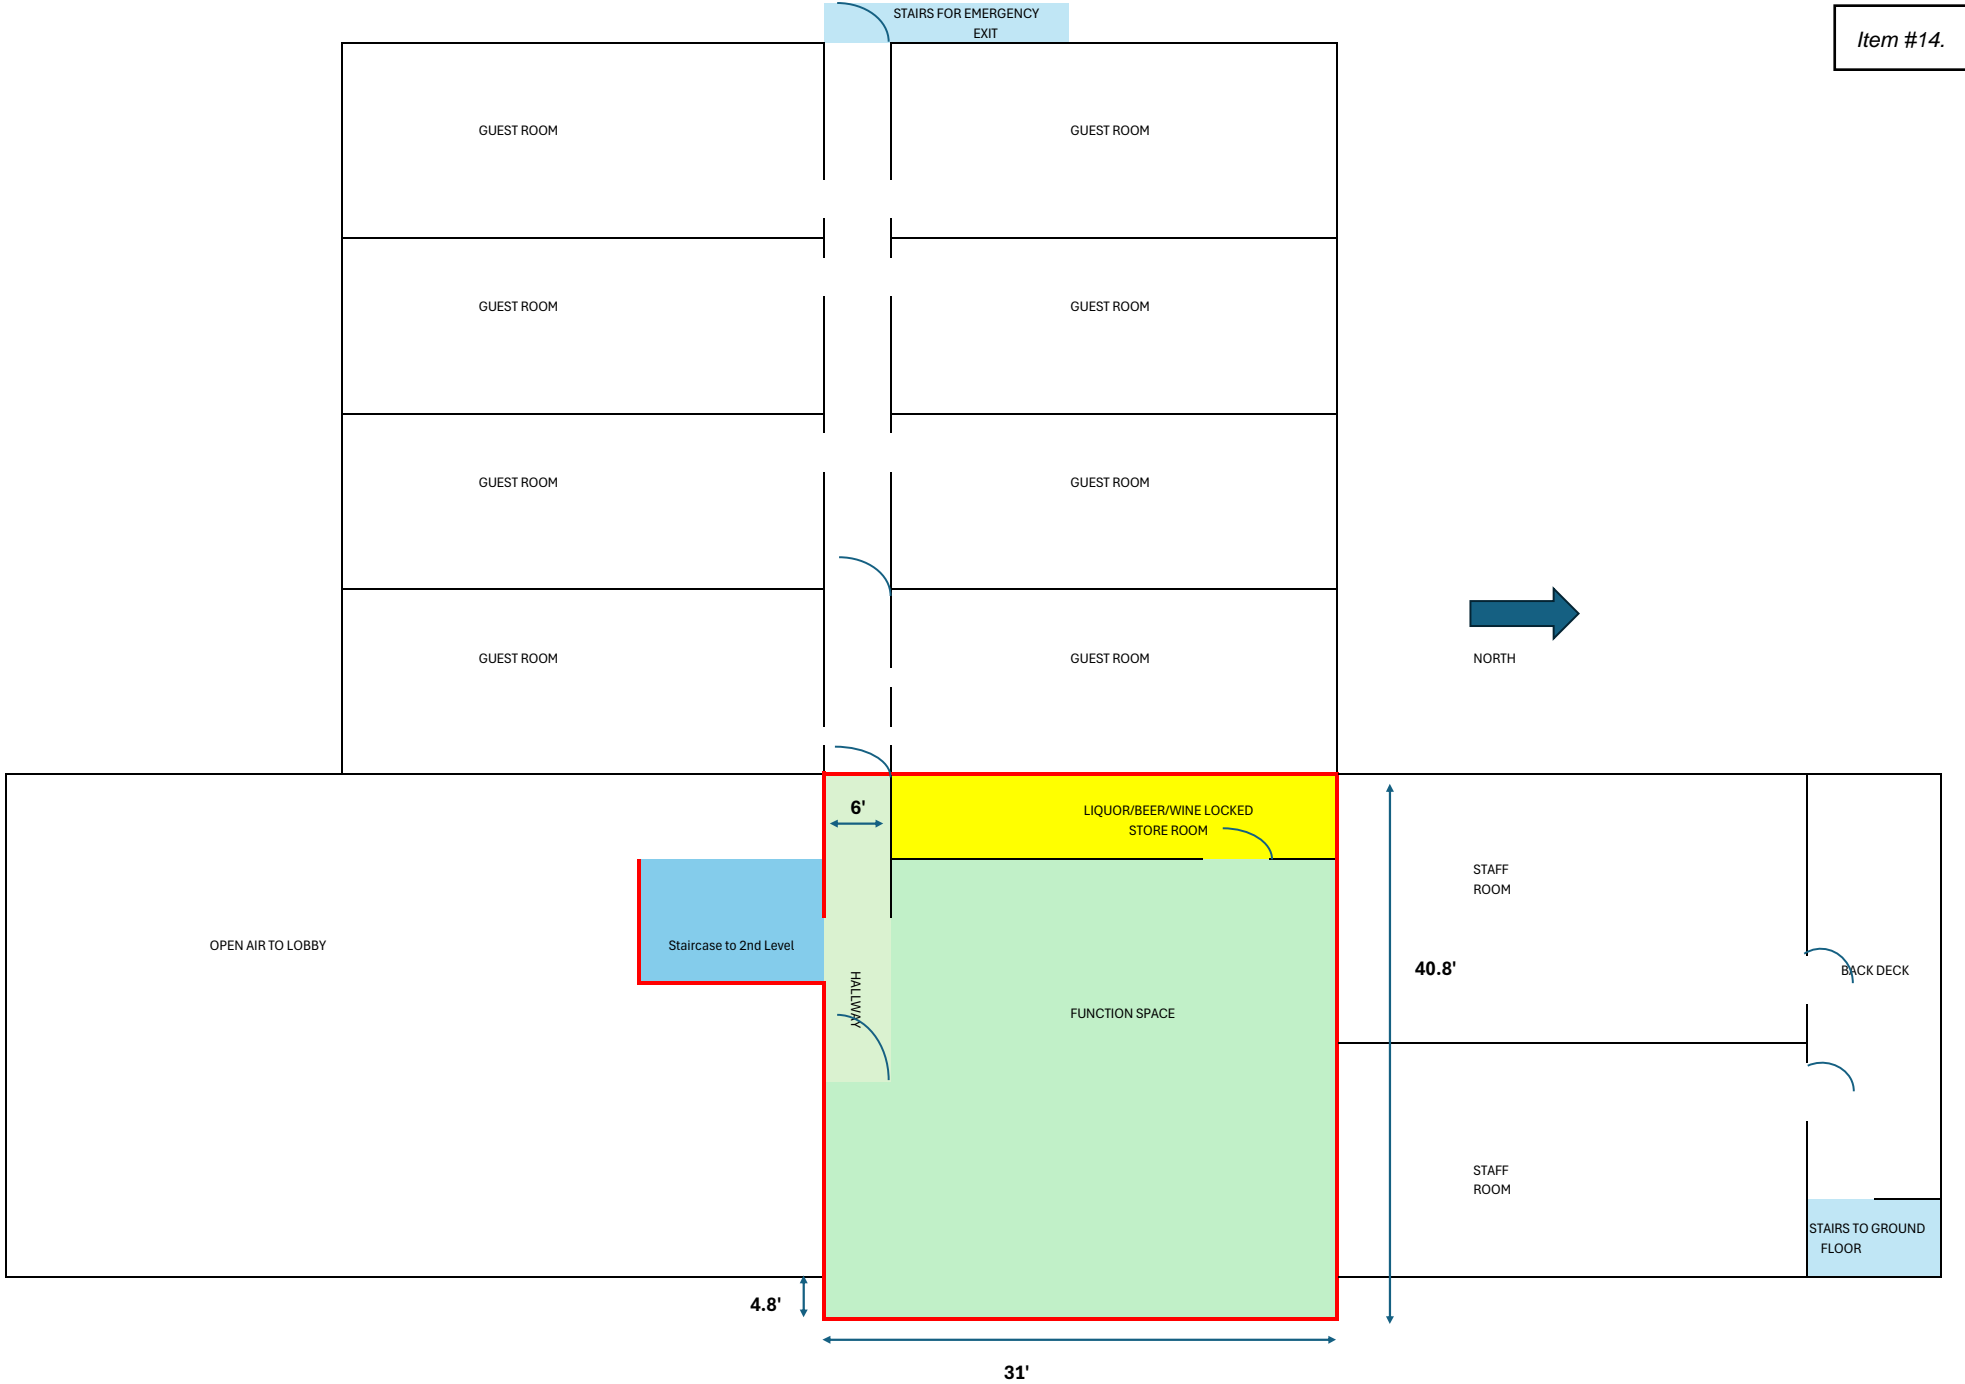 STAIRS FOR EMERGENCY
EXIT
Item #14.
GUEST ROOM
GUEST ROOM
GUEST ROOM
GUEST ROOM
GUEST ROOM
GUEST ROOM
GUEST ROOM
GUEST ROOM
NORTH
6'
LIQUOR/BEER/WINE LOCKED
STORE ROOM
STAFF
ROOM
OPEN AIR TO LOBBY
Staircase to 2nd Level
HALLWAY
40.8'
BACK DECK
FUNCTION SPACE
STAFF
ROOM
STAIRS TO GROUND
FLOOR
4.8'
31'